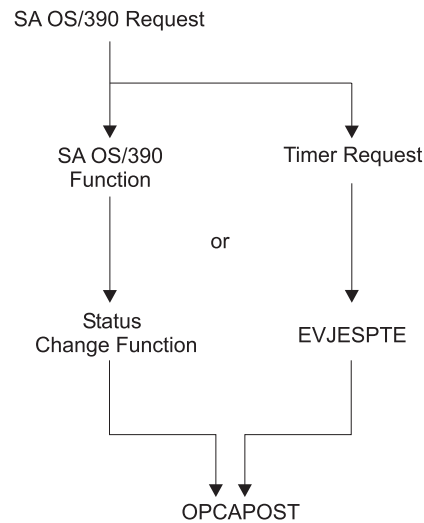 SA OS/390 Request
SA OS/390
Function
Timer Request
or
Status
Change Function
EVJESPTE
OPCAPOST